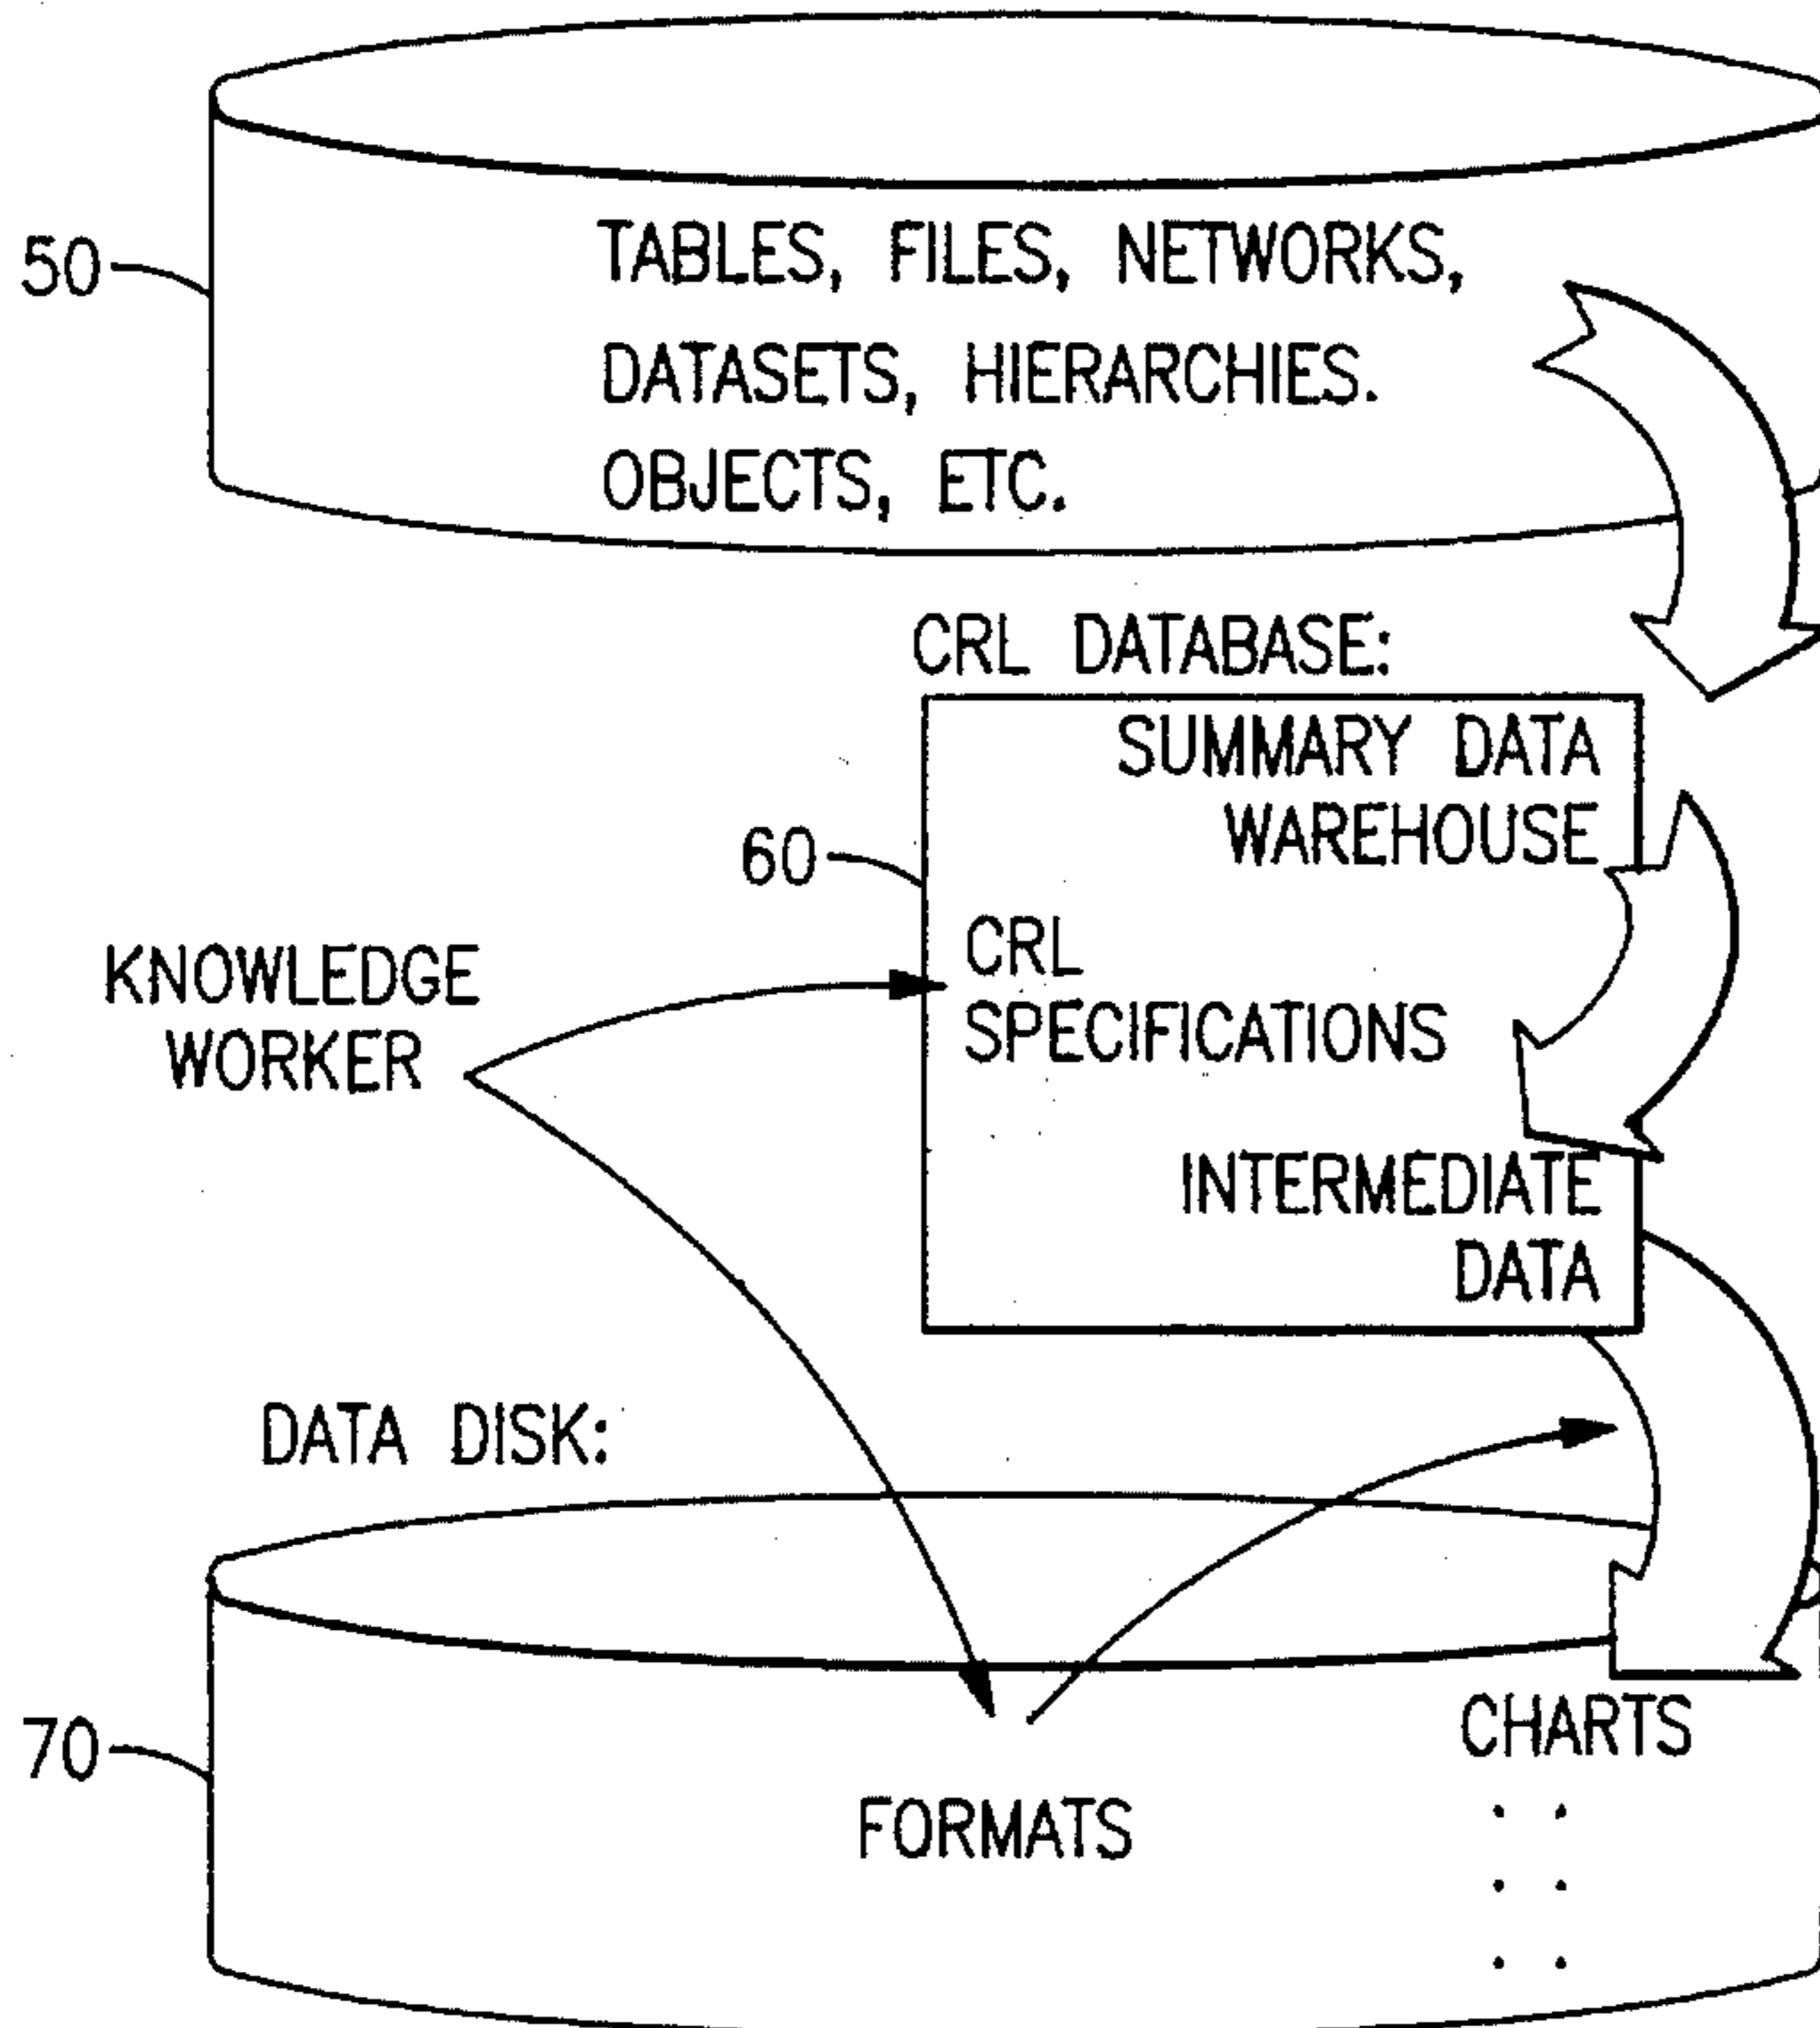 50
TABLES, FILES, NETWORKS,
DATASETS, HIERARCHIES.
OBJECTS, ETC.
CRL DATABASE:
SUMMARY DATA
WAREHOUSE
60
CRL
SPECIFICATIONS
KNOWLEDGE
WORKER
INTERMEDIATE
DATA
DATA DISK:
70
CHARTS
FORMATS